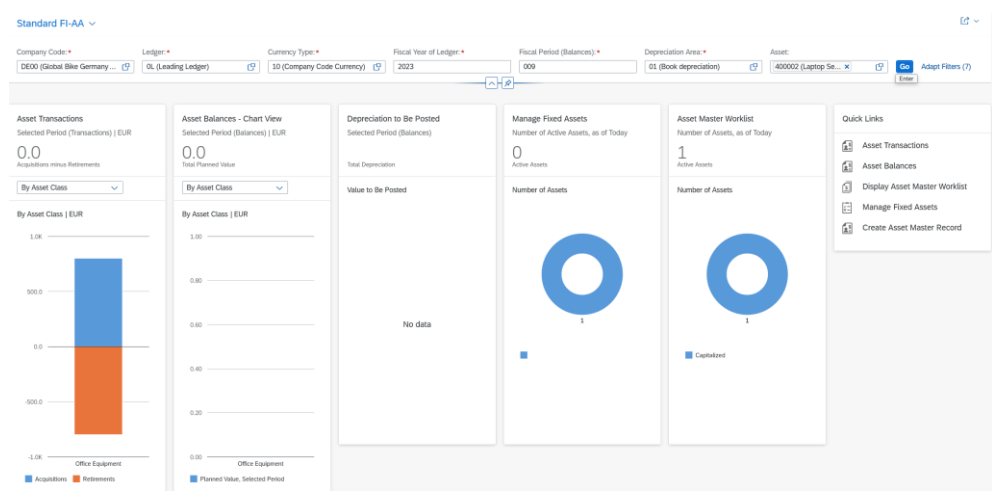 Standard FI-AA
Company Code:*
Ledger:*
Currency Type:*
Fiscal Year of Ledger:*
Fiscal Period (Balances):*
Depreciation Area:*
Asset:
DE00 (Global Bike Germany ...
0L (Leading Ledger)
10 (Company Code Currency)
2023
009
01 (Book depreciation)
400002 (Laptop Se...
Go
Adapt Filters (7)
Enter
Asset Transactions
Selected Period (Transactions) | EUR
0.0
Acquisitions minus Retirements
By Asset Class
By Asset Class | EUR
1.0K
500.0
0.0
-500.0
-1.0K
Office Equipment
Acquisitions
Retirements
Asset Balances - Chart View
Selected Period (Balances) | EUR
0.0
Total Planned Value
By Asset Class
By Asset Class | EUR
1.00
0.80
0.60
0.40
0.20
0.00
Office Equipment
Planned Value, Selected Period
Depreciation to Be Posted
Selected Period (Balances)
Total Depreciation
Value to Be Posted
No data
Manage Fixed Assets
Number of Active Assets, as of Today
0
Active Assets
Number of Assets
1
Asset Master Worklist
Number of Assets, as of Today
1
Active Assets
Number of Assets
1
Capitalized
Quick Links
Asset Transactions
Asset Balances
Display Asset Master Worklist
Manage Fixed Assets
Create Asset Master Record